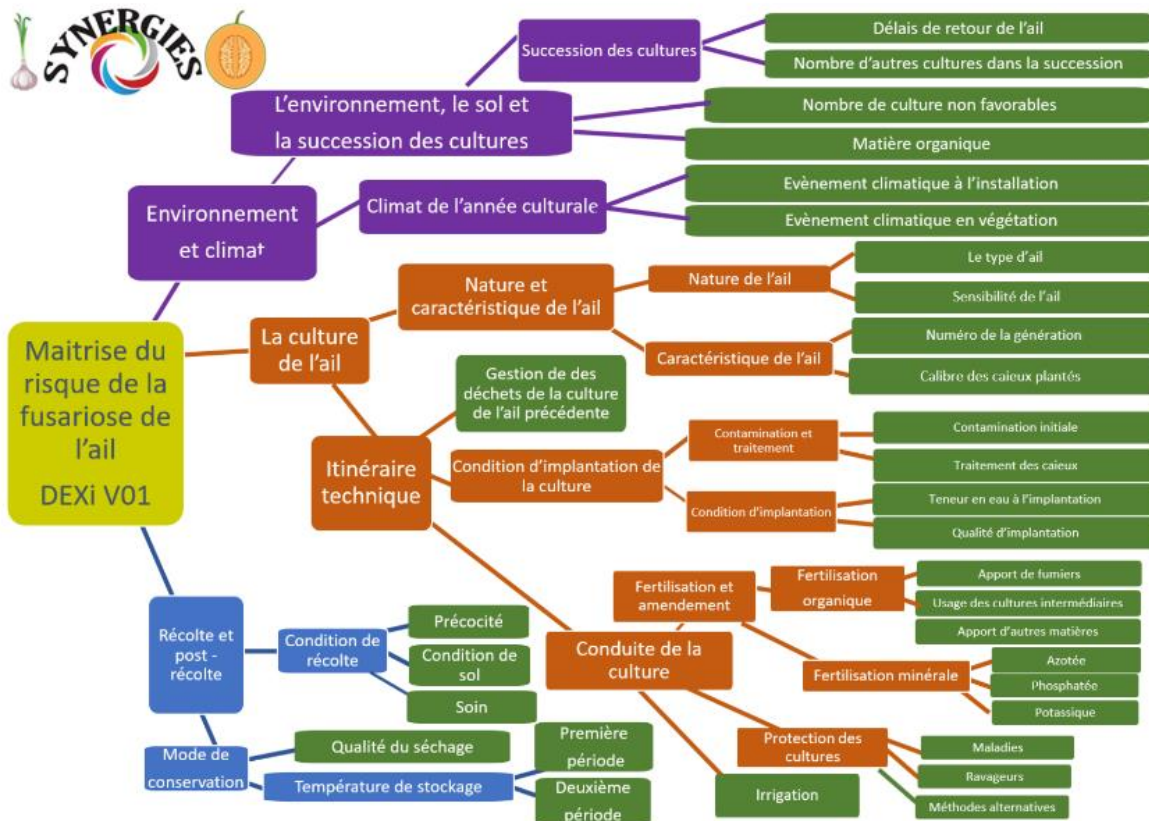 SYNERGIES
Succession des cultures
Délais de retour de l'ail
Nombre d'autres cultures dans la succession
L'environnement, le sol et
la succession des cultures
Nombre de culture non favorables
Matière organique
Environnement
et climat
Climat de l'année culturale
Evènement climatique à l'installation
Evènement climatique en végétation
Maitrise du
risque de la
fusariose de
l'ail
DEXi V01
La culture
de l'ail
Nature et
caractéristique de l'ail
Nature de l'ail
Le type d'ail
Sensibilité de l'ail
Caractéristique de l'ail
Numéro de la génération
Calibre des caieux plantés
Itinéraire
technique
Gestion de des
déchets de la culture
de l'ail précédente
Condition d'implantation de
la culture
Contamination et
traitement
Contamination initiale
Traitement des caieux
Condition d'implantation
Teneur en eau à l'implantation
Qualité d'implantation
Conduite de la
culture
Fertilisation et
amendement
Fertilisation
organique
Apport de fumiers
Usage des cultures intermédiaires
Apport d'autres matières
Fertilisation minérale
Azotée
Phosphatée
Potassique
Protection des
cultures
Maladies
Ravageurs
Méthodes alternatives
Irrigation
Récolte et
post -
récolte
Condition de
récolte
Précocité
Condition de
sol
Soin
Mode de
conservation
Qualité du séchage
Température de stockage
Première
période
Deuxième
période